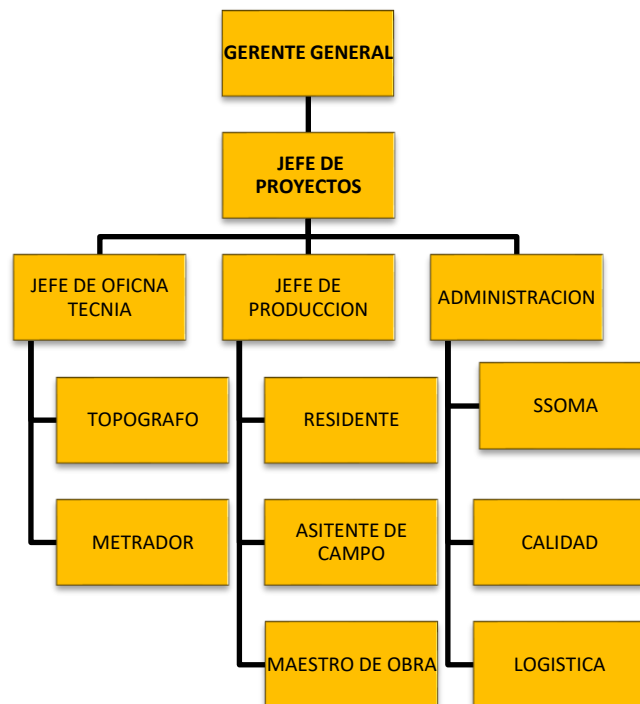 GERENTE GENERAL
JEFE DE
PROYECTOS
JEFE DE OFICNA
TECNIA
JEFE DE
PRODUCCION
ADMINISTRACION
TOPOGRAFO
RESIDENTE
SSOMA
METRADOR
ASITENTE DE
CAMPO
CALIDAD
MAESTRO DE OBRA
LOGISTICA